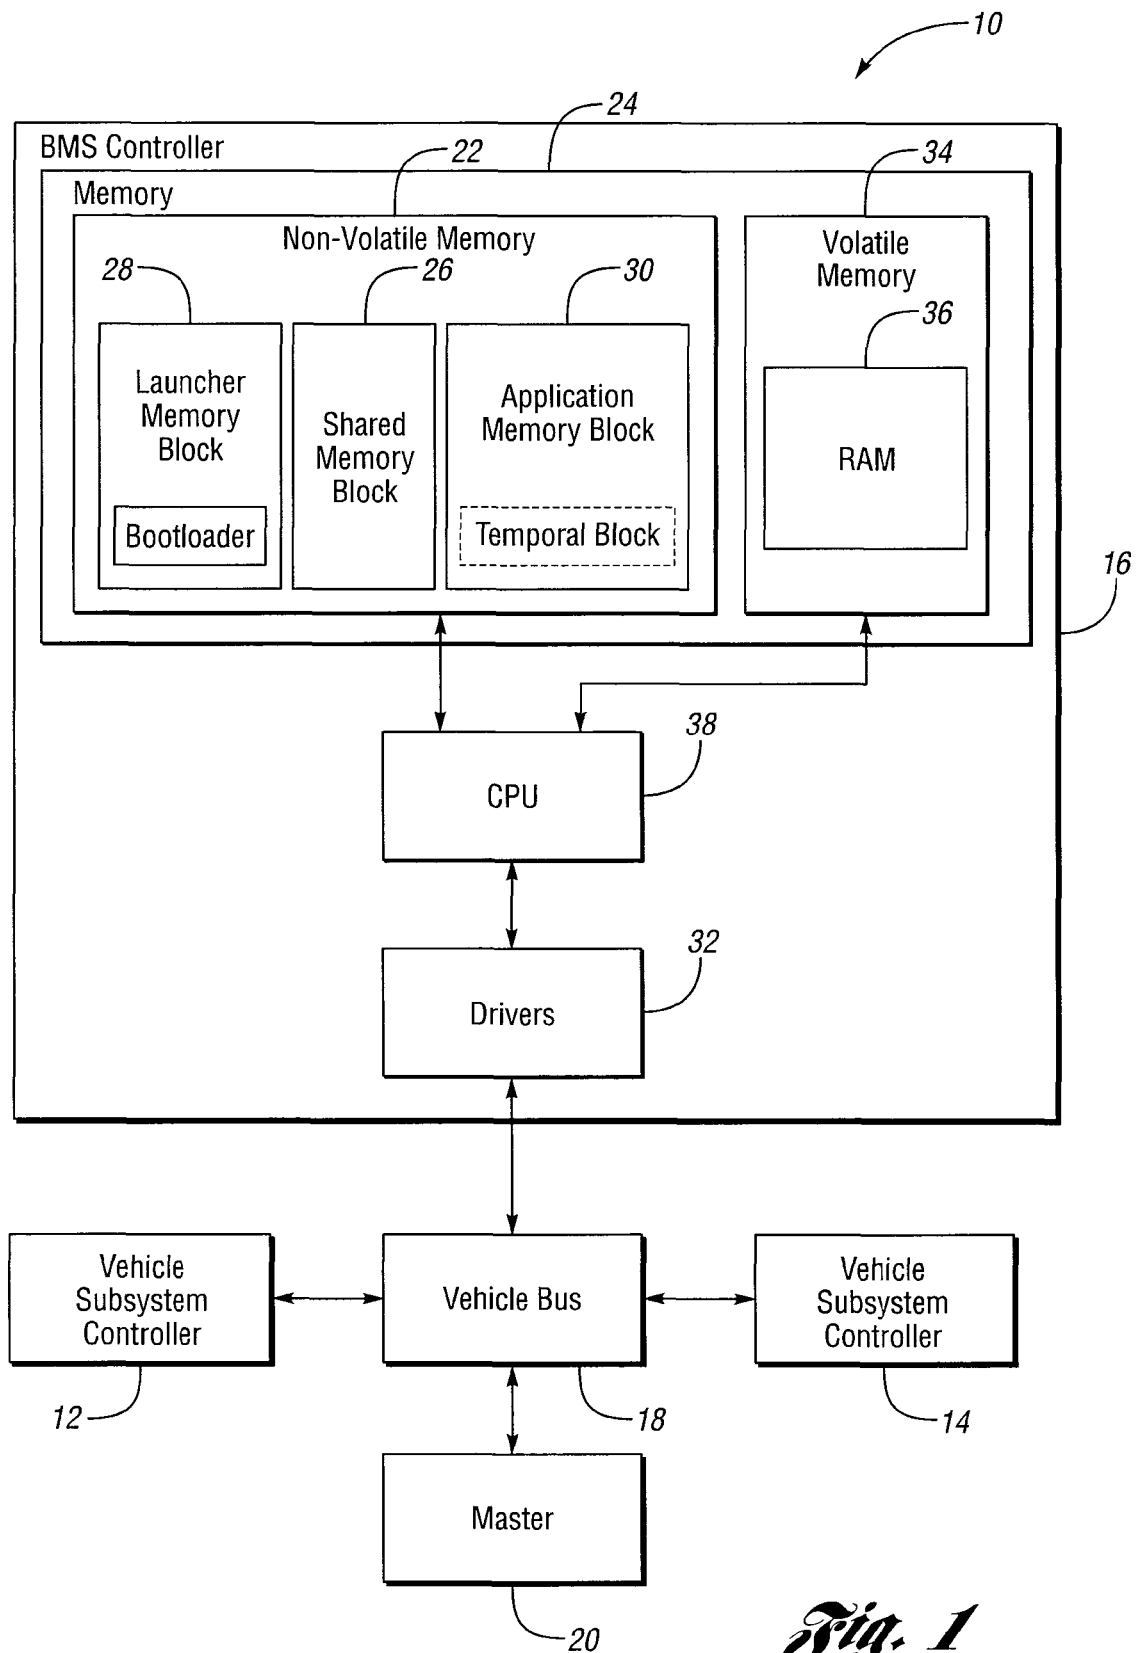 10
24
BMS Controller
22
34
Memory
Non-Volatile Memory
Volatile
Memory
28
26
30
36
Launcher
Memory
Block
Shared
Memory
Block
Application
Memory Block
RAM
Bootloader
Temporal Block
16
38
CPU
32
Drivers
Vehicle
Subsystem
Controller
Vehicle Bus
Vehicle
Subsystem
Controller
12
18
14
Master
20
Fig. 1